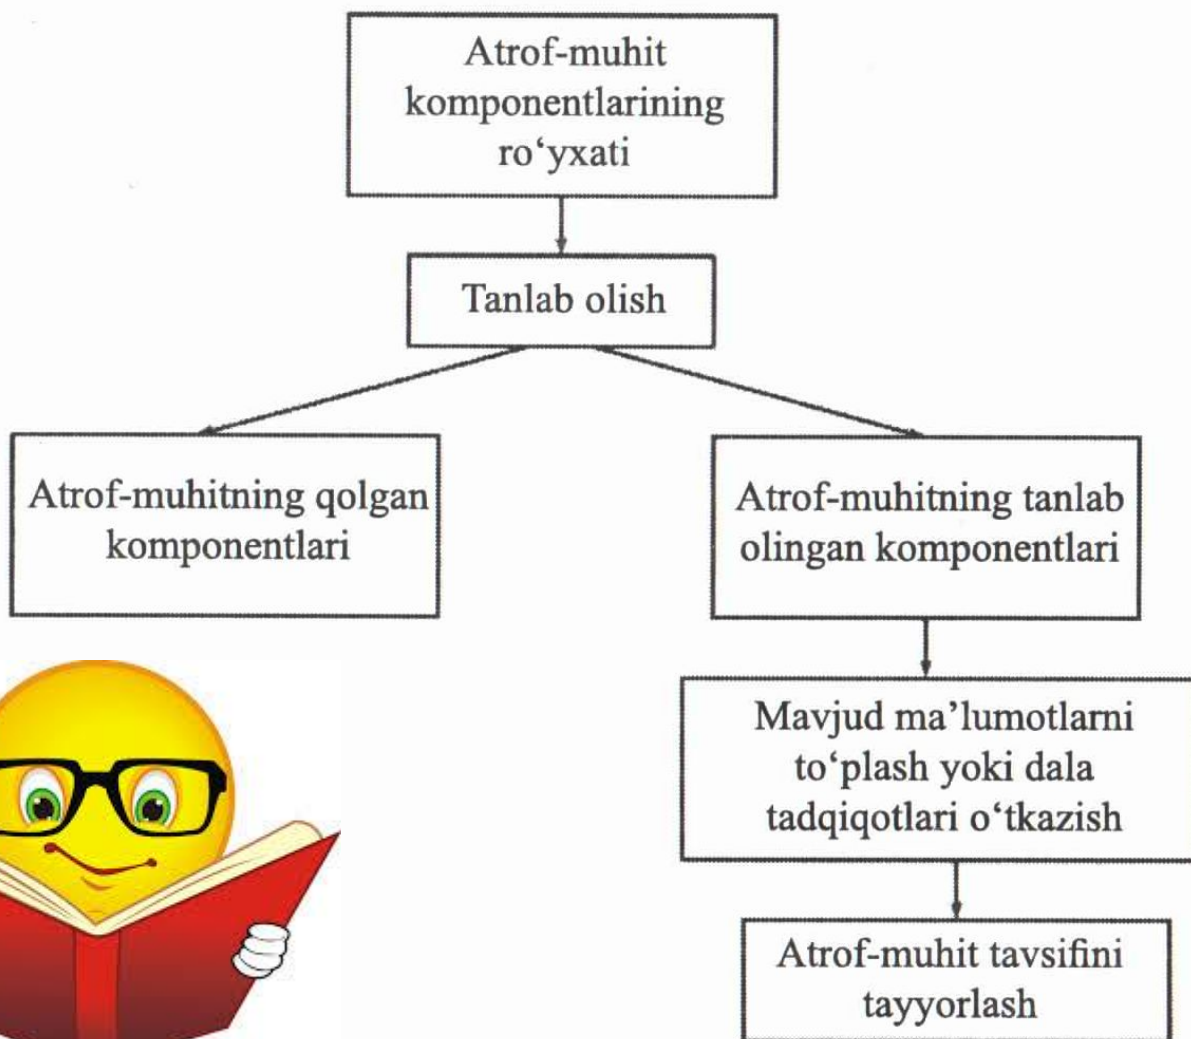 Atrof-muhit
komponentlarining
ro‘yxati
Tanlab olish
Atrof-muhitning qolgan
komponentlari
Atrof-muhitning tanlab
olingan komponentlari
Mavjud ma’lumotlarni
to‘plash yoki dala
tadqiqotlari o‘tkazish
Atrof-muhit tavsifini
tayyorlash